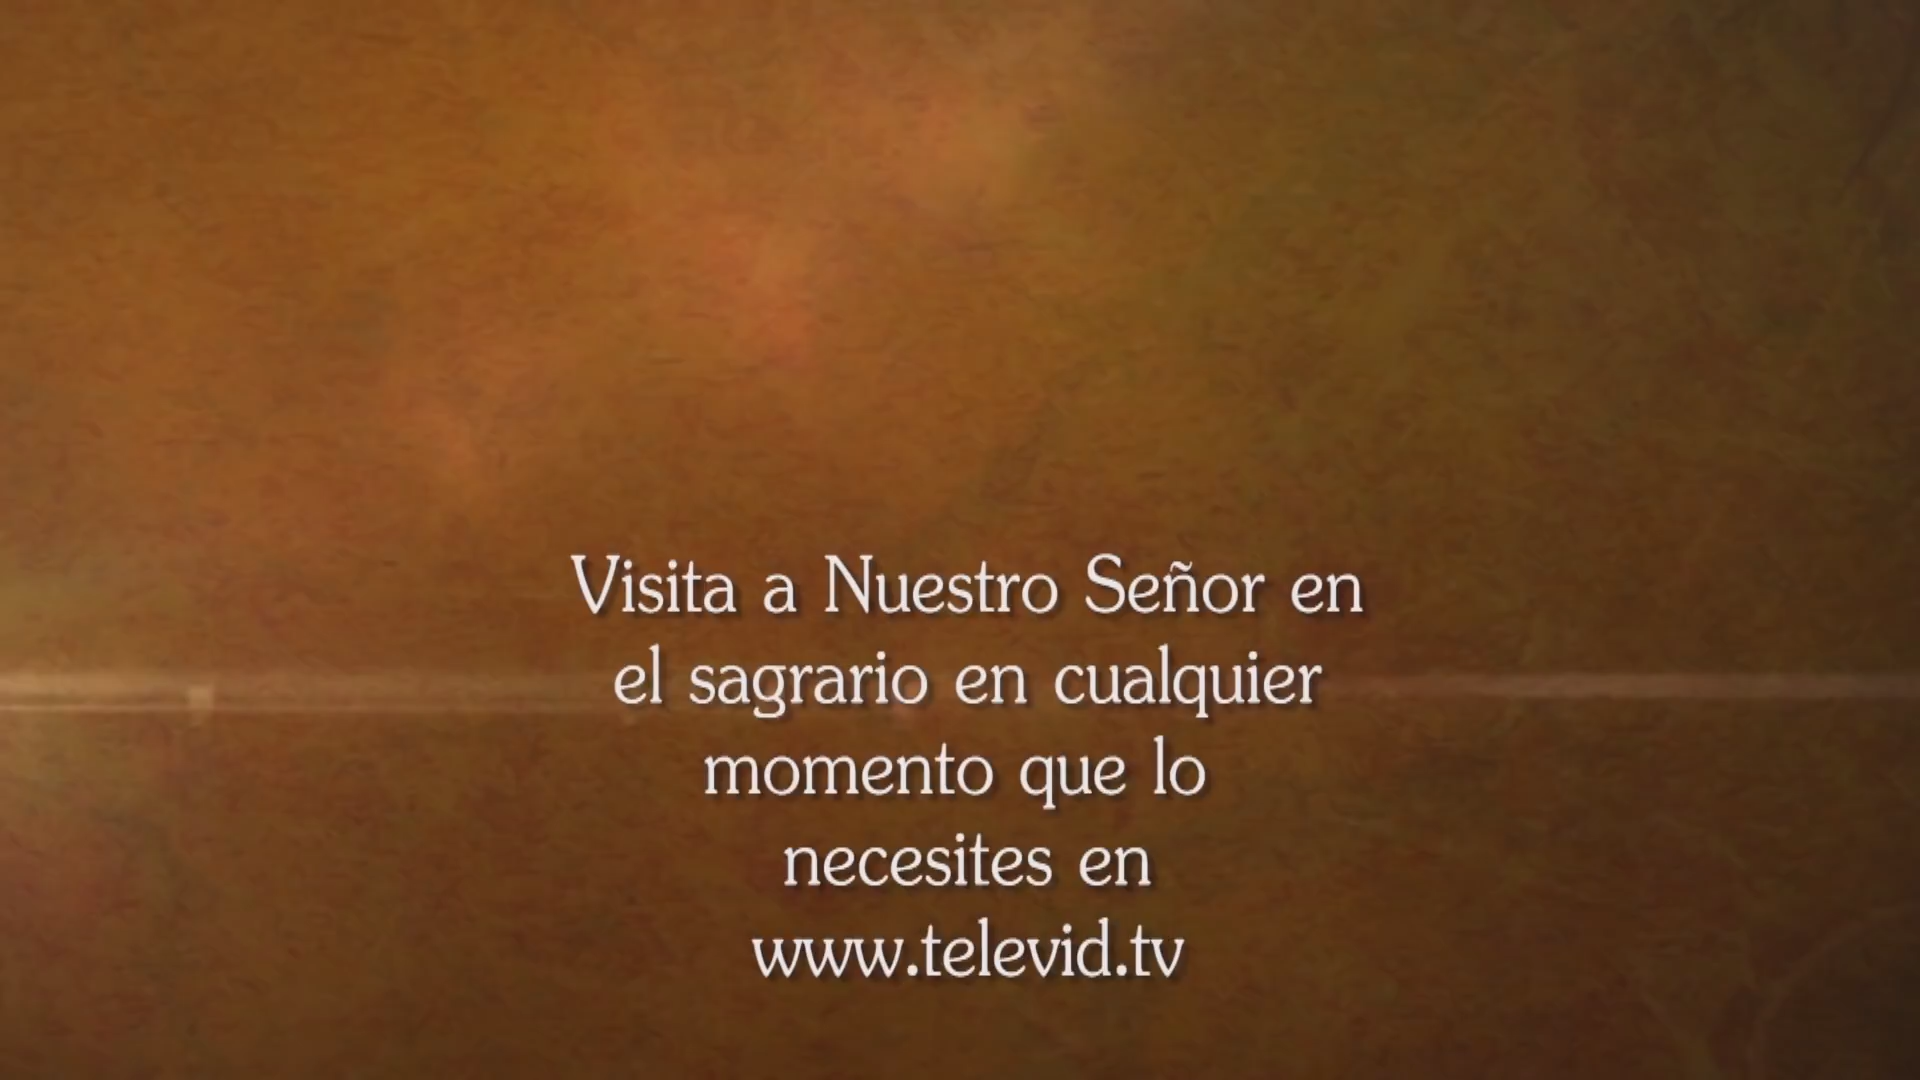 Visita a Nuestro Señor en
el sagrario en cualquier
momento que lo
necesites en
www.televid.tv